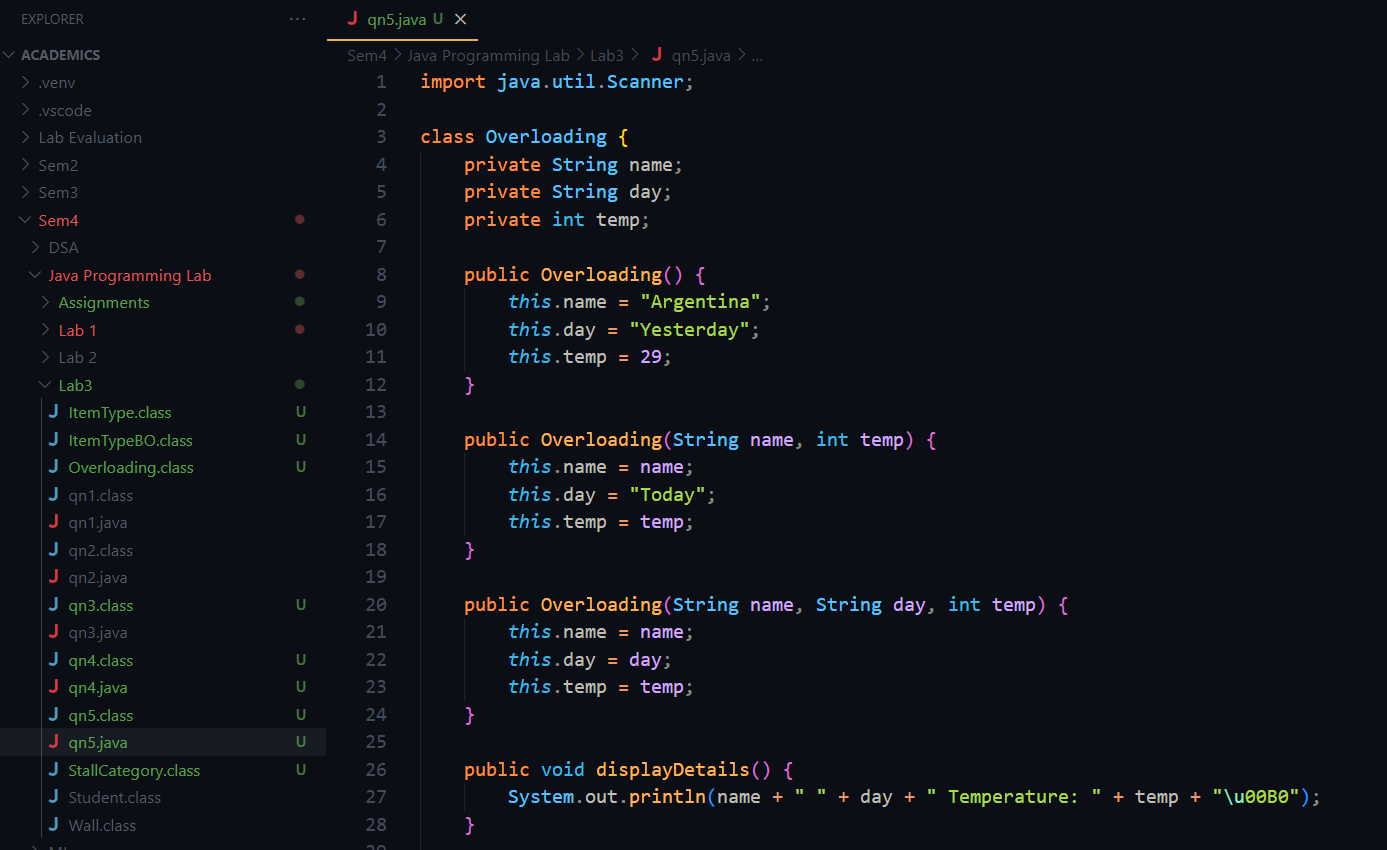 EXPLORER
ACADEMICS
.venv
.vscode
Lab Evaluation
Sem2
Sem3
Sem4
DSA
Java Programming Lab
Assignments
Lab 1
Lab 2
Lab3
J ItemType.class U
J ItemTypeBO.class U
J Overloading.class U
J qn1.class
J qn1.java
J qn2.class
J qn2.java
J qn3.class U
J qn3.java
J qn4.class U
J qn4.java U
J qn5.class U
J qn5.java U
J StallCategory.class U
J Student.class
J Wall.class
J qn5.java U
Sem4 > Java Programming Lab > Lab3 > J qn5.java > ...
1 import java.util.Scanner;
2
3 class Overloading {
4 private String name;
5 private String day;
6 private int temp;
7
8 public Overloading() {
9 this.name = "Argentina";
10 this.day = "Yesterday";
11 this.temp = 29;
12 }
13
14 public Overloading(String name, int temp) {
15 this.name = name;
16 this.day = "Today";
17 this.temp = temp;
18 }
19
20 public Overloading(String name, String day, int temp) {
21 this.name = name;
22 this.day = day;
23 this.temp = temp;
24 }
25
26 public void displayDetails() {
27 System.out.println(name + " " + day + " Temperature: " + temp + "\u00B0");
28 }